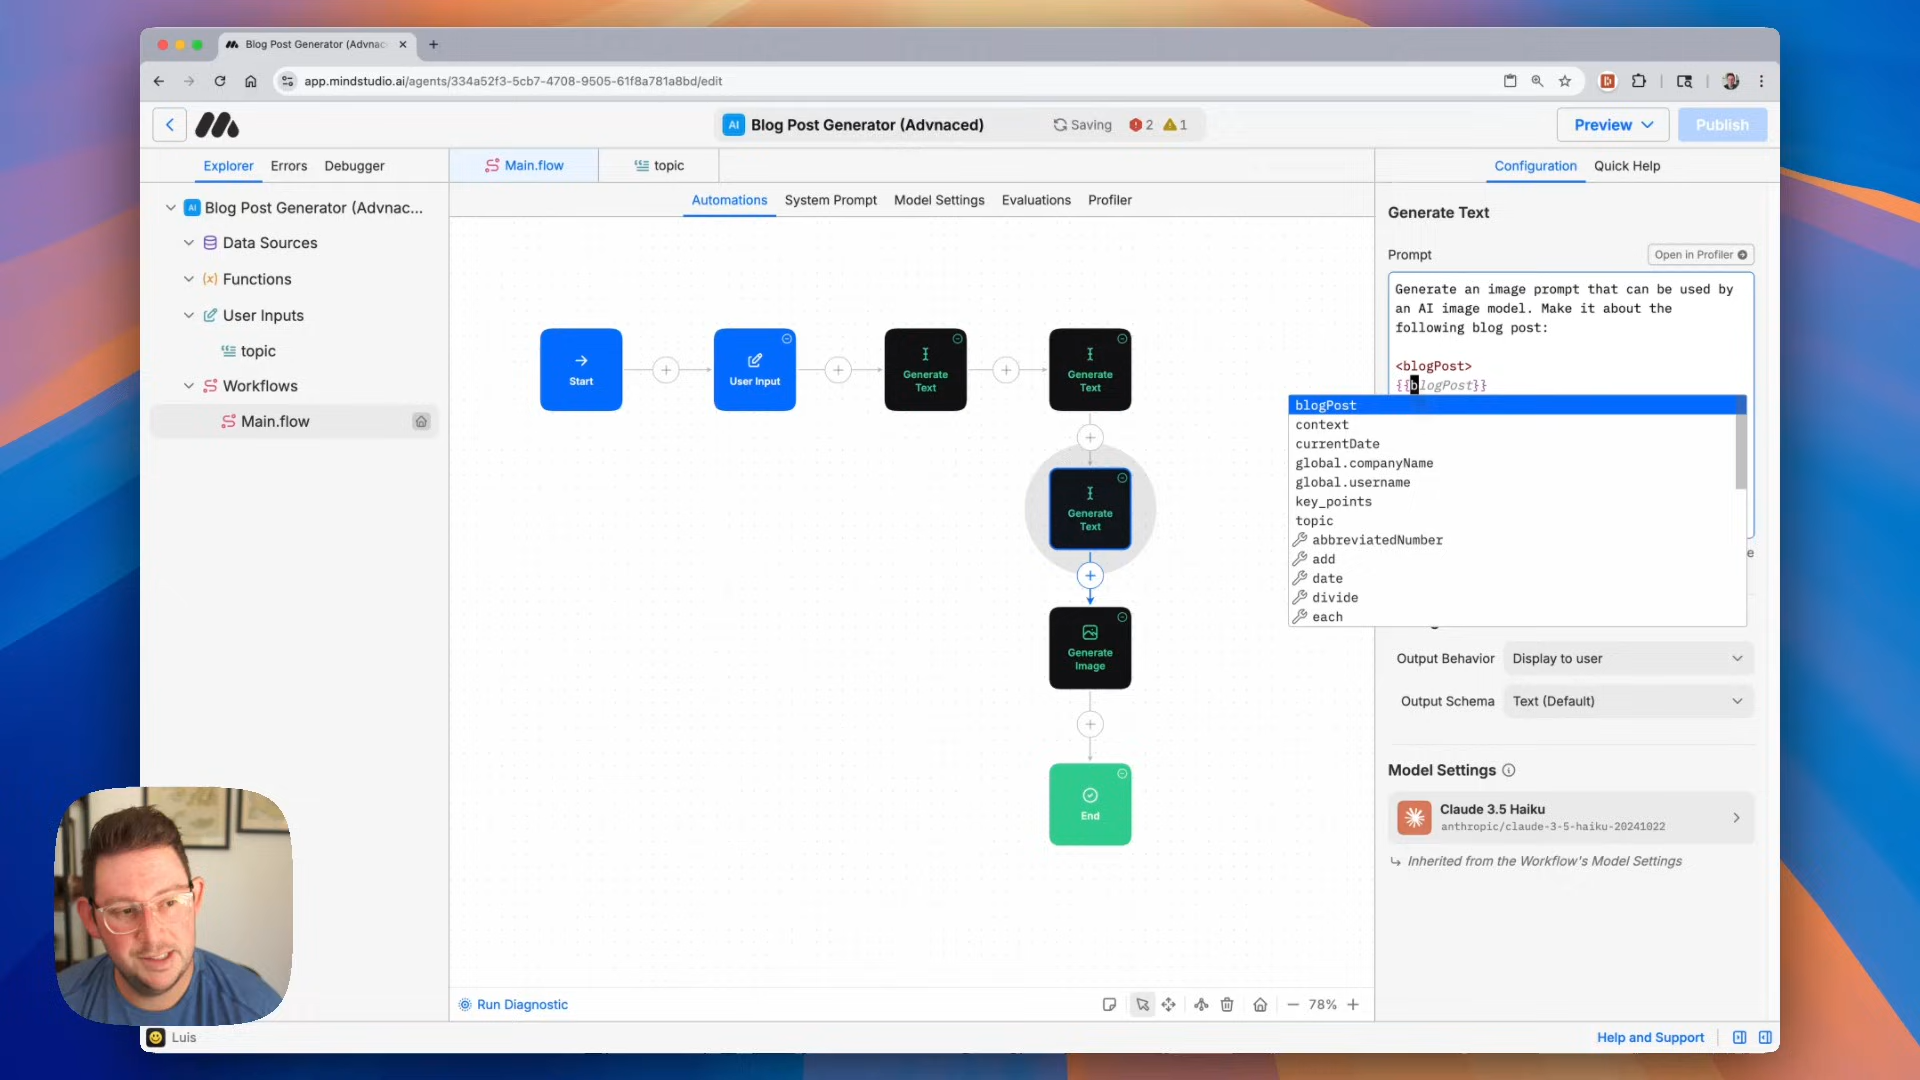 Blog Post Generator (Advnac
app.mindstudio.ai/agents/334a52f3-5cb7-4708-9505-61f8a781a8bd/edit
AI Blog Post Generator (Advnaced)
Saving
2
1
Preview
Publish
Explorer
Errors
Debugger
Main.flow
topic
Configuration
Quick Help
AI Blog Post Generator (Advnac...
Data Sources
Functions
User Inputs
topic
Workflows
Main.flow
Automations
System Prompt
Model Settings
Evaluations
Profiler
Start
User Input
Generate
Text
Generate
Text
Generate
Text
Generate
Image
End
Generate Text
Prompt
Open in Profiler
Generate an image prompt that can be used by
an AI image model. Make it about the
following blog post:
<blogPost>
{{blogPost}}
blogPost
context
currentDate
global.companyName
global.username
key_points
topic
abbreviatedNumber
add
date
divide
each
Output Behavior
Display to user
Output Schema
Text (Default)
Model Settings
Claude 3.5 Haiku
anthropic/claude-3-5-haiku-20241022
Inherited from the Workflow's Model Settings
Run Diagnostic
78%
Luis
Help and Support